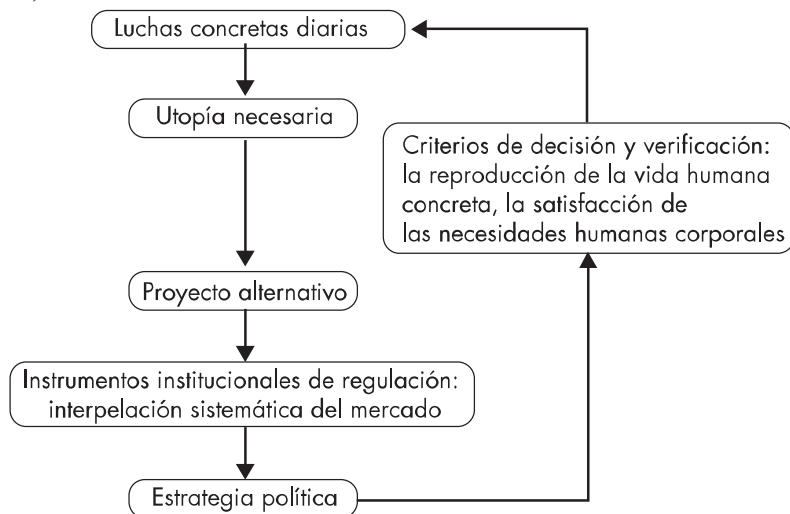 Luchas concretas diarias
Utopía necesaria
Criterios de decisión y verificación:
la reproducción de la vida humana
concreta, la satisfacción de
las necesidades humanas corporales
Proyecto alternativo
Instrumentos institucionales de regulación:
interpelación sistemática del mercado
Estrategia política